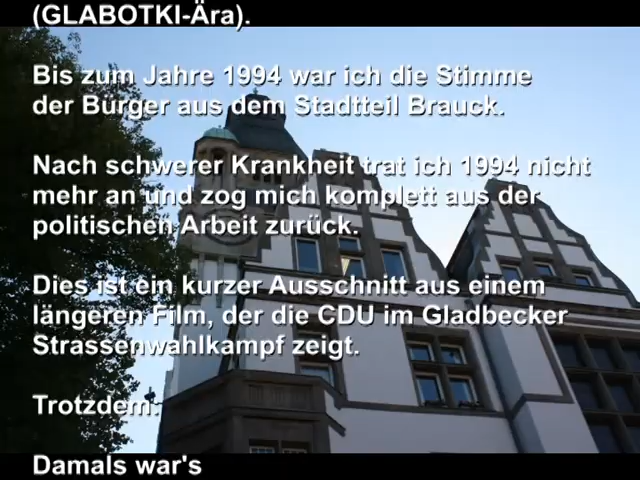 (GLABOTKI-Ära).
Bis zum Jahre 1994 war ich die Stimme
der Bürger aus dem Stadtteil Brauck.
Nach schwerer Krankheit trat ich 1994 nicht
mehr an und zog mich komplett aus der
politischen Arbeit zurück.
Dies ist ein kurzer Ausschnitt aus einem
längeren Film, der die CDU im Gladbecker
Strassenwahlkampf zeigt.
Trotzdem:
Damals war's